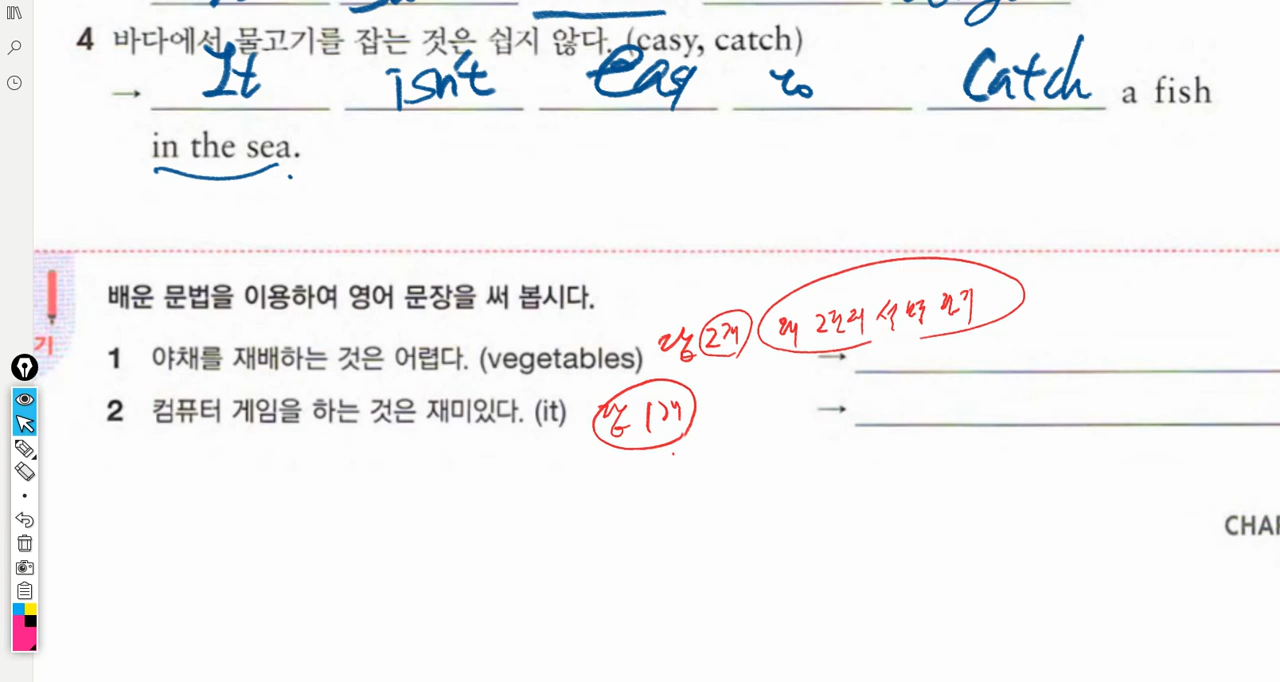 4 바다에서 물고기를 잡는 것은 쉽지 않다. (easy, catch)
→ It isn't easy to catch a fish
in the sea.
배운 문법을 이용하여 영어 문장을 써 봅시다.
기
답 2개
1 야채를 재배하는 것은 어렵다. (vegetables) →
2 컴퓨터 게임을 하는 것은 재미있다. (it) 답 1개 →
CHA